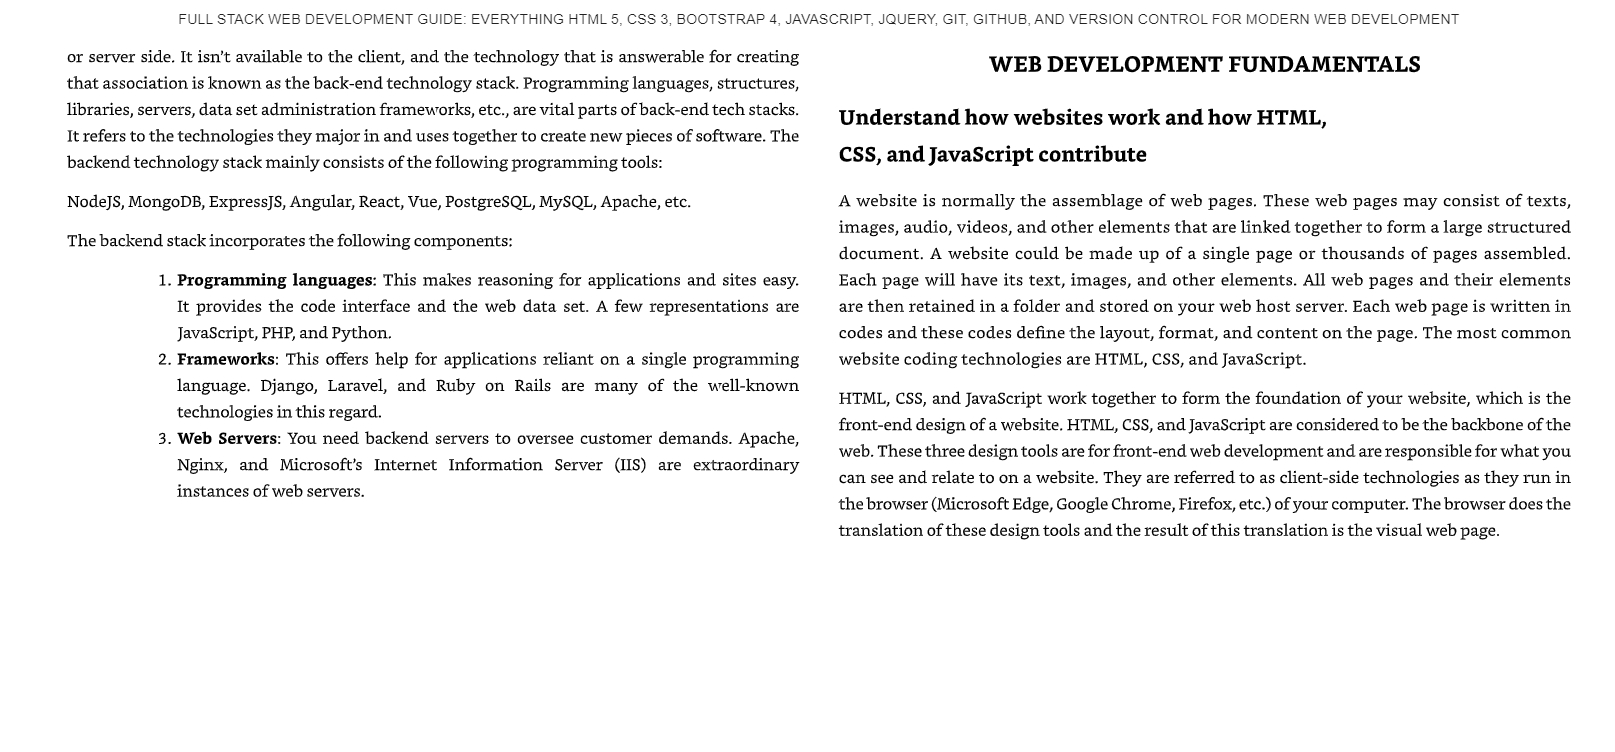 FULL STACK WEB DEVELOPMENT GUIDE: EVERYTHING HTML 5, CSS 3, BOOTSTRAP 4, JAVASCRIPT, JQUERY, GIT, GITHUB, AND VERSION CONTROL FOR MODERN WEB DEVELOPMENT
or server side. It isn’t available to the client, and the technology that is answerable for creating
that association is known as the back-end technology stack. Programming languages, structures,
libraries, servers, data set administration frameworks, etc., are vital parts of back-end tech stacks.
It refers to the technologies they major in and uses together to create new pieces of software. The
backend technology stack mainly consists of the following programming tools:
NodeJS, MongoDB, ExpressJS, Angular, React, Vue, PostgreSQL, MySQL, Apache, etc.
The backend stack incorporates the following components:
1. Programming languages: This makes reasoning for applications and sites easy.
It provides the code interface and the web data set. A few representations are
JavaScript, PHP, and Python.
2. Frameworks: This offers help for applications reliant on a single programming
language. Django, Laravel, and Ruby on Rails are many of the well-known
technologies in this regard.
3. Web Servers: You need backend servers to oversee customer demands. Apache,
Nginx, and Microsoft’s Internet Information Server (IIS) are extraordinary
instances of web servers.
WEB DEVELOPMENT FUNDAMENTALS
Understand how websites work and how HTML,
CSS, and JavaScript contribute
A website is normally the assemblage of web pages. These web pages may consist of texts,
images, audio, videos, and other elements that are linked together to form a large structured
document. A website could be made up of a single page or thousands of pages assembled.
Each page will have its text, images, and other elements. All web pages and their elements
are then retained in a folder and stored on your web host server. Each web page is written in
codes and these codes define the layout, format, and content on the page. The most common
website coding technologies are HTML, CSS, and JavaScript.
HTML, CSS, and JavaScript work together to form the foundation of your website, which is the
front-end design of a website. HTML, CSS, and JavaScript are considered to be the backbone of the
web. These three design tools are for front-end web development and are responsible for what you
can see and relate to on a website. They are referred to as client-side technologies as they run in
the browser (Microsoft Edge, Google Chrome, Firefox, etc.) of your computer. The browser does the
translation of these design tools and the result of this translation is the visual web page.